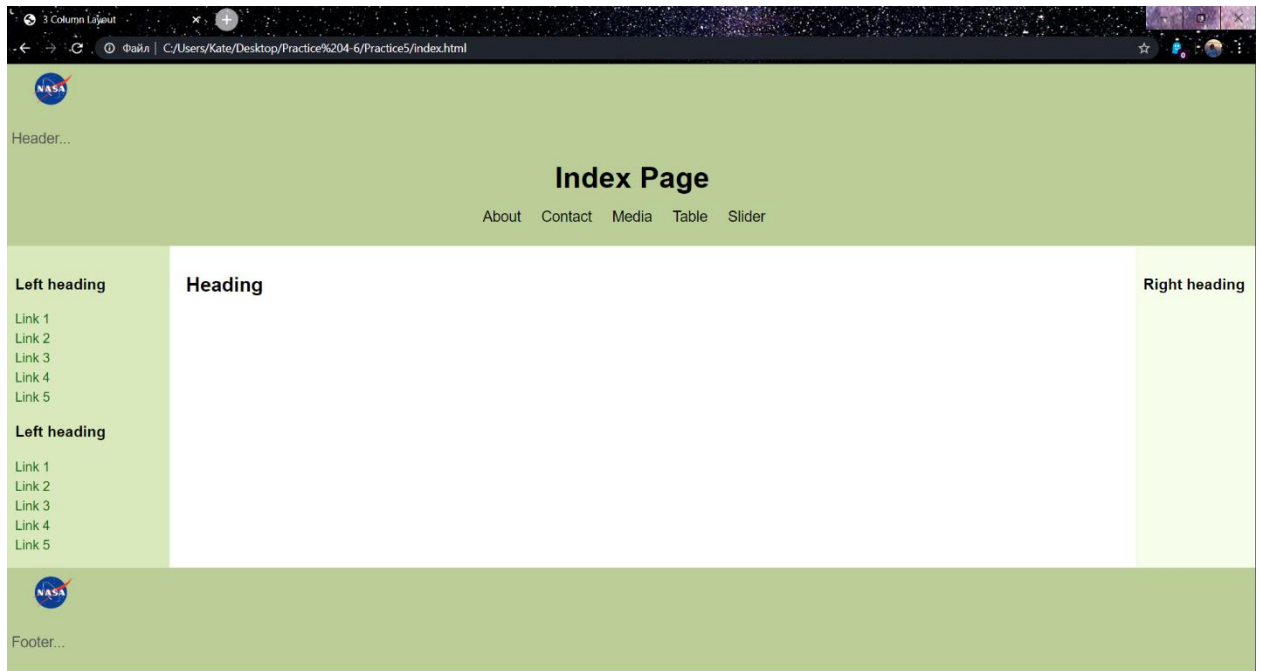 3 Column Layout
Файл | C:/Users/Kate/Desktop/Practice%204-6/Practice5/index.html
0
NASA
Header...
Index Page
About Contact Media Table Slider
Left heading
Link 1
Link 2
Link 3
Link 4
Link 5
Left heading
Link 1
Link 2
Link 3
Link 4
Link 5
Heading
Right heading
NASA
Footer...